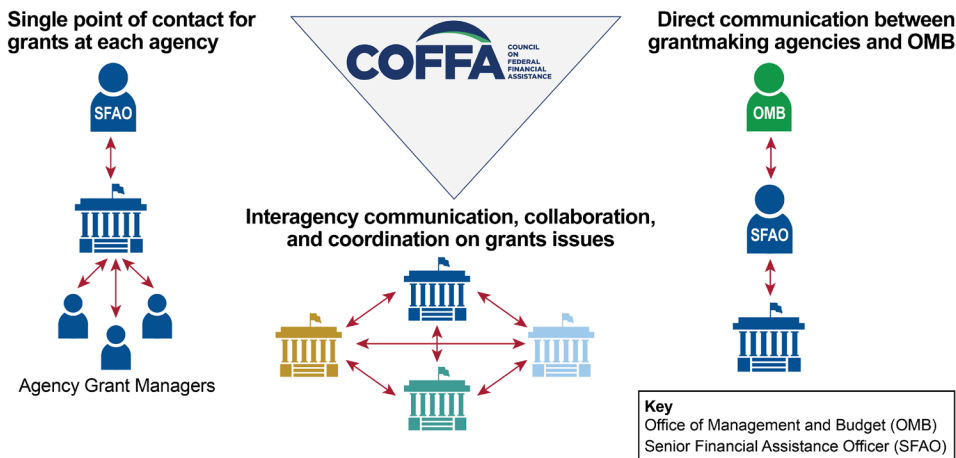 Single point of contact for
grants at each agency
SFAO
Agency Grant Managers
COFFA
COUNCIL
ON
FEDERAL
FINANCIAL
ASSISTANCE
Interagency communication, collaboration,
and coordination on grants issues
Direct communication between
grantmaking agencies and OMB
OMB
SFAO
Key
Office of Management and Budget (OMB)
Senior Financial Assistance Officer (SFAO)